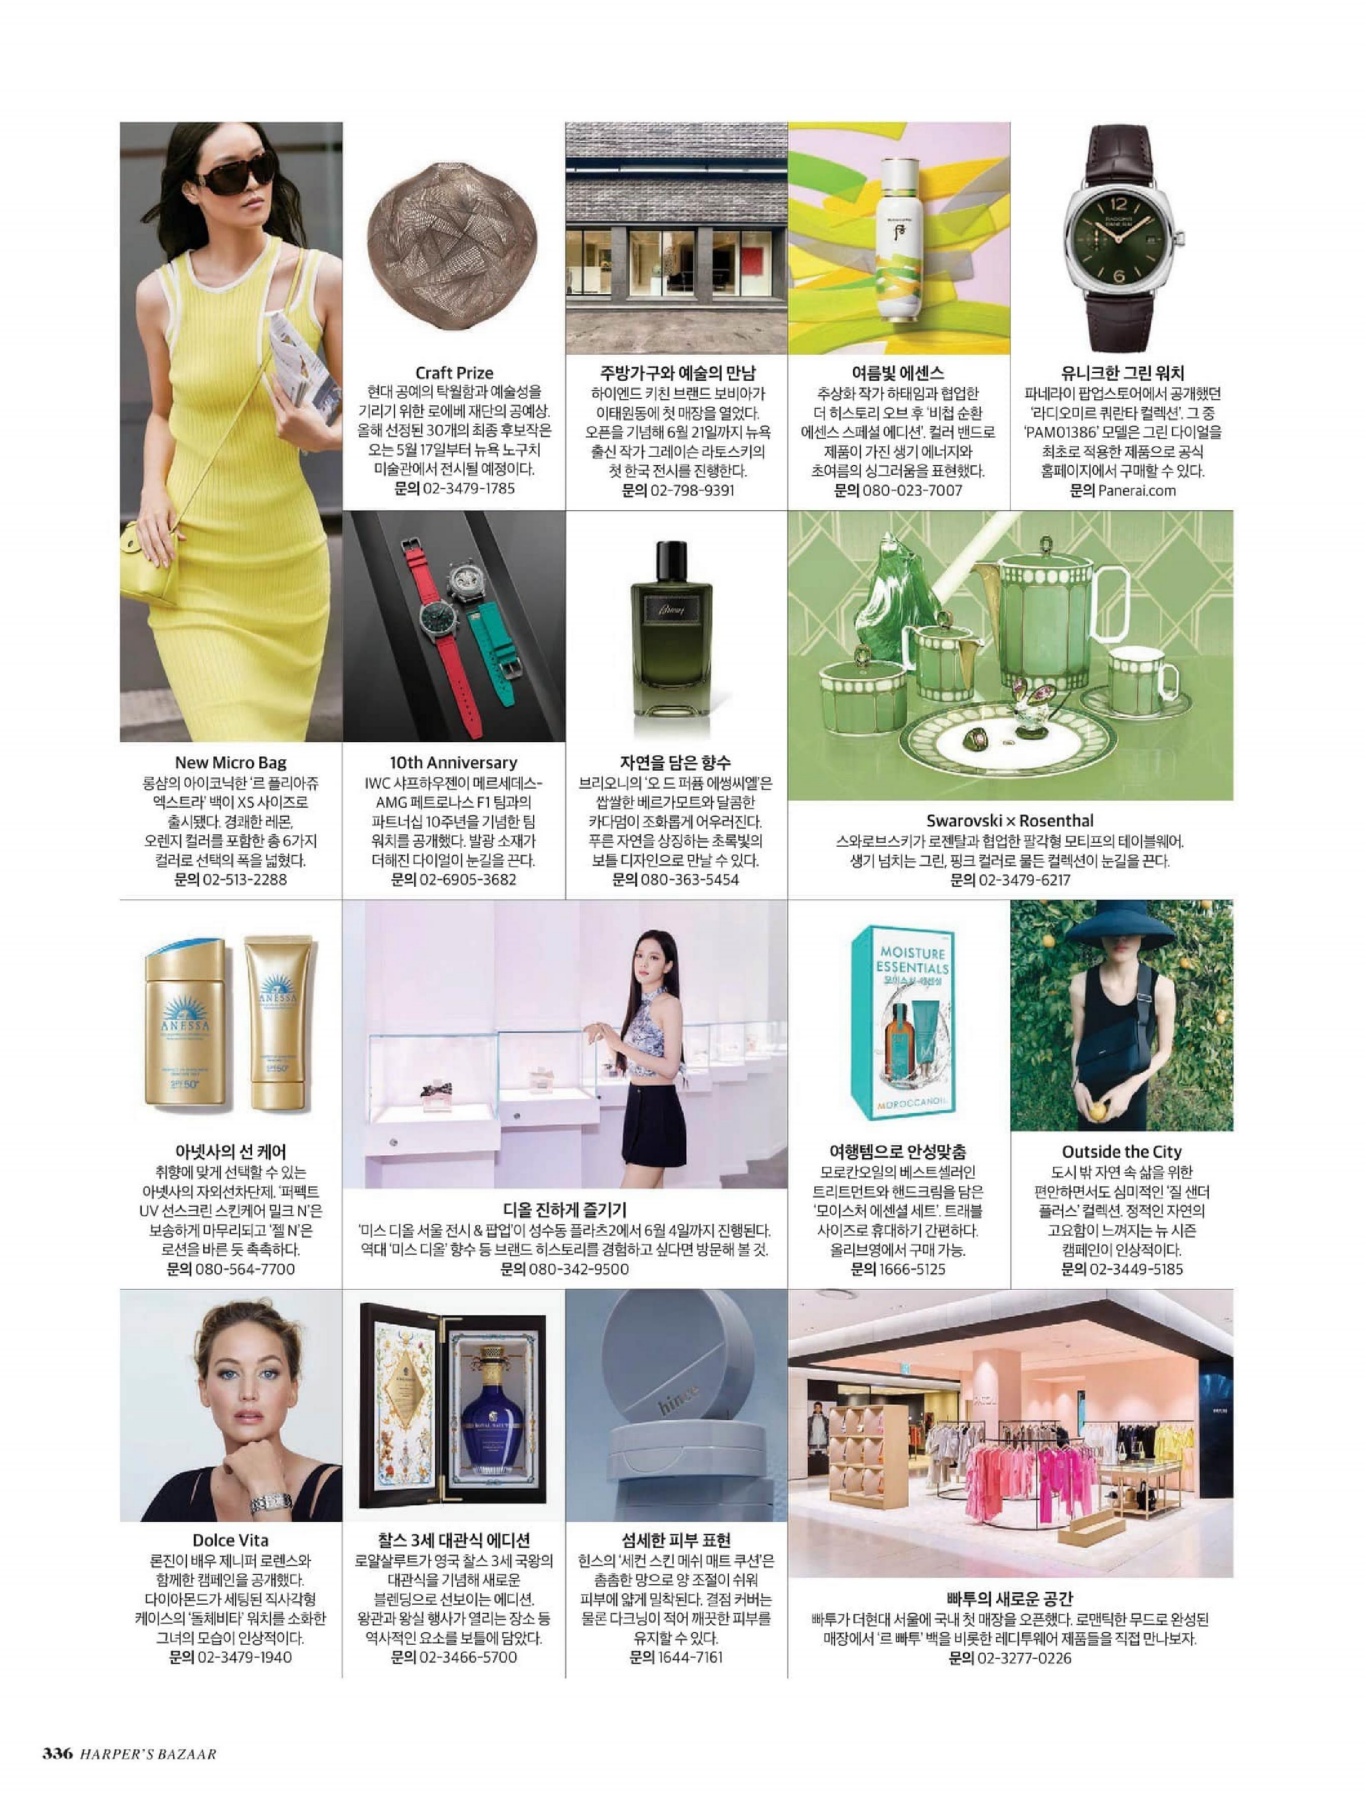 Craft Prize
현대 공예의 탁월함과 예술성을
기리기 위한 로에베 재단의 공예상.
올해 선정된 30개의 최종 후보작은
오는 5월 17일부터 뉴욕 노구치
미술관에서 전시될 예정이다.
문의 02-3479-1785
주방가구와 예술의 만남
하이엔드 키친 브랜드 보비아가
이태원동에 첫 매장을 열었다.
오픈을 기념해 6월 21일까지 뉴욕
출신 작가 그레이슨 라토스키의
첫 한국 전시를 진행한다.
문의 02-798-9391
여름빛 에센스
추상화 작가 하태임과 협업한
더 히스토리 오브 후 '비첩 순환
에센스 스페셜 에디션'. 컬러 밴드로
제품이 가진 생기 에너지와
초여름의 싱그러움을 표현했다.
문의 080-023-7007
유니크한 그린 워치
파네라이 팝업스토어에서 공개했던
'라디오미르 쿼란타 컬렉션'. 그 중
'PAM01386' 모델은 그린 다이얼을
최초로 적용한 제품으로 공식
홈페이지에서 구매할 수 있다.
문의 Panerai.com
New Micro Bag
롱샴의 아이코닉한 '르 플리아쥬
엑스트라' 백이 XS 사이즈로
출시됐다. 경쾌한 레몬,
오렌지 컬러를 포함한 총 6가지
컬러로 선택의 폭을 넓혔다.
문의 02-513-2288
10th Anniversary
IWC 샤프하우젠이 메르세데스-
AMG 페트로나스 F1 팀과의
파트너십 10주년을 기념한 팀
워치를 공개했다. 발광 소재가
더해진 다이얼이 눈길을 끈다.
문의 02-6905-3682
Brioni
자연을 담은 향수
브리오니의 '오 드 퍼퓸 에썽씨엘'은
쌉쌀한 베르가모트와 달콤한
카다멈이 조화롭게 어우러진다.
푸른 자연을 상징하는 초록빛의
보틀 디자인으로 만날 수 있다.
문의 080-363-5454
Swarovski × Rosenthal
스와로브스키가 로젠탈과 협업한 팔각형 모티프의 테이블웨어.
생기 넘치는 그린, 핑크 컬러로 물든 컬렉션이 눈길을 끈다.
문의 02-3479-6217
ANESSA
SPF 50+
ANESSA
SPF 50+
아넷사의 선 케어
취향에 맞게 선택할 수 있는
아넷사의 자외선차단제. '퍼펙트
UV 선스크린 스킨케어 밀크 N'은
보송하게 마무리되고 '젤 N'은
로션을 바른 듯 촉촉하다.
문의 080-564-7700
디올 진하게 즐기기
'미스 디올 서울 전시 & 팝업'이 성수동 플라츠2에서 6월 4일까지 진행된다.
역대 '미스 디올' 향수 등 브랜드 히스토리를 경험하고 싶다면 방문해 볼 것.
문의 080-342-9500
MOISTURE
ESSENTIALS
모이스처 에센셜
MOROCCANOIL
여행템으로 안성맞춤
모로칸오일의 베스트셀러인
트리트먼트와 핸드크림을 담은
'모이스처 에센셜 세트'. 트래블
사이즈로 휴대하기 간편하다.
올리브영에서 구매 가능.
문의 1666-5125
Outside the City
도시 밖 자연 속 삶을 위한
편안하면서도 심미적인 '질 샌더
플러스' 컬렉션. 정적인 자연의
고요함이 느껴지는 뉴 시즌
캠페인이 인상적이다.
문의 02-3449-5185
Dolce Vita
론진이 배우 제니퍼 로렌스와
함께한 캠페인을 공개했다.
다이아몬드가 세팅된 직사각형
케이스의 '돌체비타' 워치를 소화한
그녀의 모습이 인상적이다.
문의 02-3479-1940
ROYAL SALUTE
찰스 3세 대관식 에디션
로얄살루트가 영국 찰스 3세 국왕의
대관식을 기념해 새로운
블렌딩으로 선보이는 에디션.
왕관과 왕실 행사가 열리는 장소 등
역사적인 요소를 보틀에 담았다.
문의 02-3466-5700
hince
섬세한 피부 표현
힌스의 '세컨 스킨 메쉬 매트 쿠션'은
촘촘한 망으로 양 조절이 쉬워
피부에 얇게 밀착된다. 결점 커버는
물론 다크닝이 적어 깨끗한 피부를
유지할 수 있다.
문의 1644-7161
빠투의 새로운 공간
빠투가 더현대 서울에 국내 첫 매장을 오픈했다. 로맨틱한 무드로 완성된
매장에서 '르 빠투' 백을 비롯한 레디투웨어 제품들을 직접 만나보자.
문의 02-3277-0226
336 HARPER'S BAZAAR